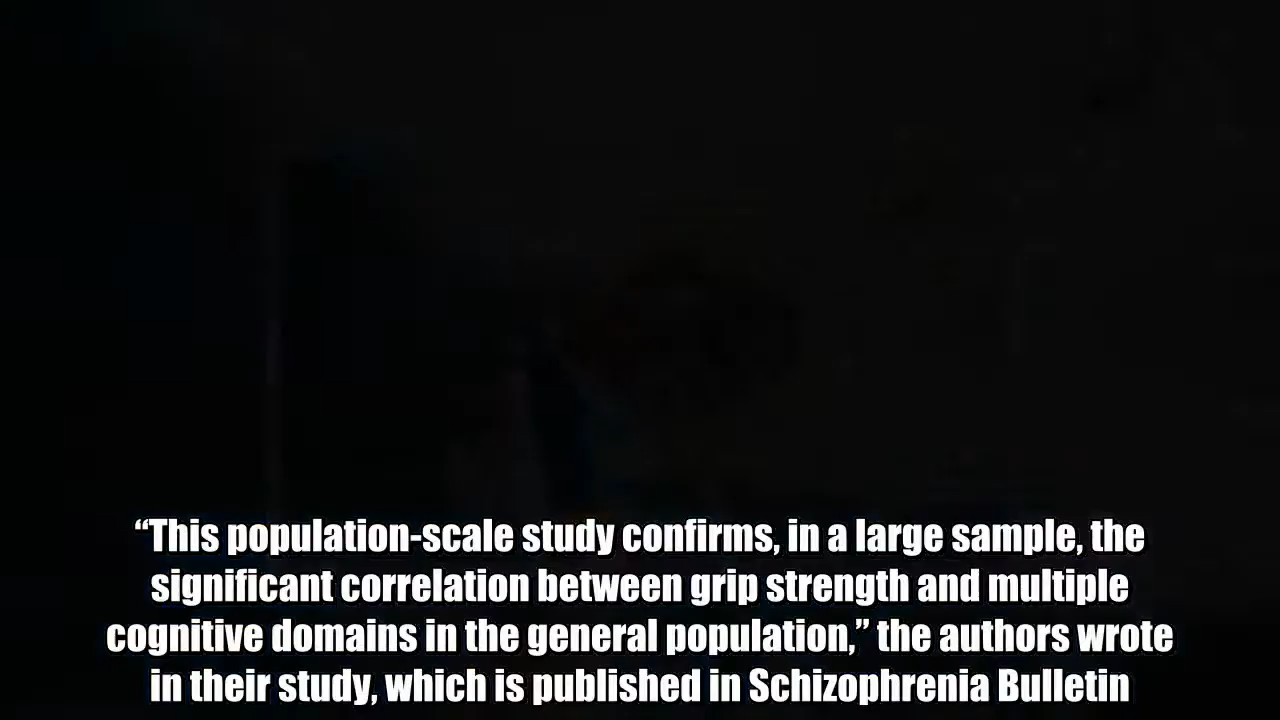 “This population-scale study confirms, in a large sample, the
significant correlation between grip strength and multiple
cognitive domains in the general population,” the authors wrote
in their study, which is published in Schizophrenia Bulletin